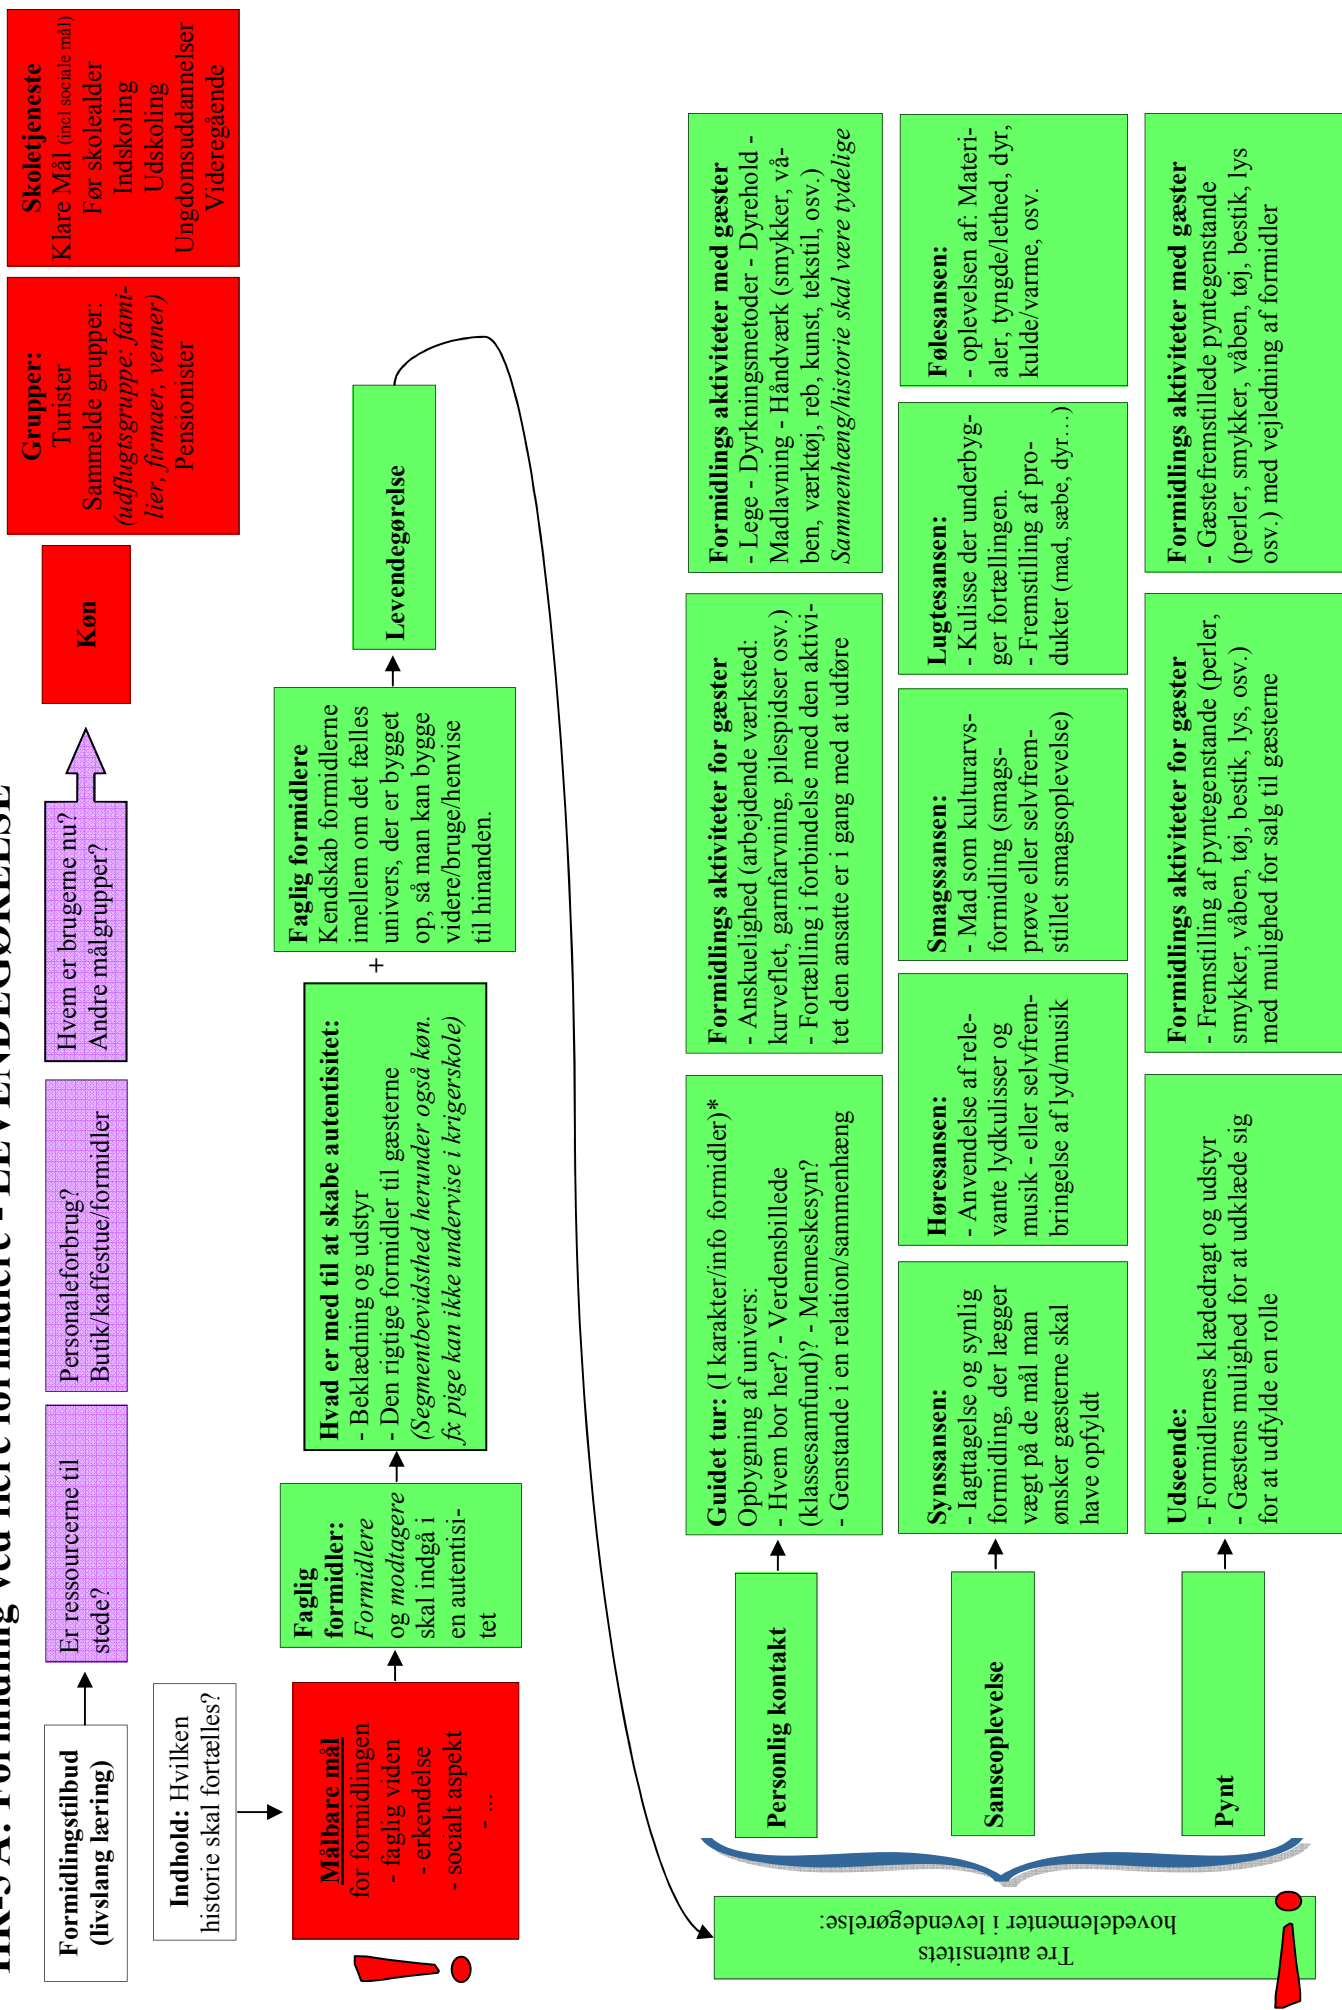 A: Formidling ved flere formidlere - LEVENDEGØRELSE
Formidlingstilbud
(livslang læring)
Er ressourcerne til
stede?
Personaleforbrug?
Butik/kaffestue/formidler
Hvem er brugerne nu?
Andre målgrupper?
Køn
Grupper:
Turister
Sammelde grupper:
(udflugtsgruppe: fami-
lier, firmaer, venner)
Pensionister
Skoletjeneste
Klare Mål (incl sociale mål)
Før skolealder
Indskoling
Udskoling
Ungdomsuddannelser
Videregående
Indhold: Hvilken
historie skal fortælles?
Målbare mål
for formidlingen
- faglig viden
- erkendelse
- socialt aspekt
- ...
Faglig
formidler:
Formidlere
og modtagere
skal indgå i
en autentisi-
tet
Hvad er med til at skabe autentisitet:
- Beklædning og udstyr
- Den rigtige formidler til gæsterne
(Segmentbevidsthed herunder også køn.
fx pige kan ikke undervise i krigerskole)
+
Faglig formidlere
Kendskab formidlerne
imellem om det fælles
univers, der er bygget
op, så man kan bygge
videre/bruge/henvise
til hinanden.
Levendegørelse
Tre autensitets
hovedelementer i levendegørelse:
Personlig kontakt
Guidet tur: (I karakter/info formidler)*
Opbygning af univers:
- Hvem bor her? - Verdensbillede
(klassesamfund)? - Menneskesyn?
- Genstande i en relation/sammenhæng
Formidlings aktiviteter for gæster
- Anskuelighed (arbejdende værksted:
kurveflet, garnfarvning, pilespidser osv.)
- Fortælling i forbindelse med den aktivi-
tet den ansatte er i gang med at udføre
Formidlings aktiviteter med gæster
- Lege - Dyrkningsmetoder - Dyrehold -
Madlavning - Håndværk (smykker, vå-
ben, værktøj, reb, kunst, tekstil, osv.)
Sammenhæng/historie skal være tydelige
Sanseoplevelse
Synssansen:
- Iagttagelse og synlig
formidling, der lægger
vægt på de mål man
ønsker gæsterne skal
have opfyldt
Høresansen:
- Anvendelse af rele-
vante lydkulisser og
musik - eller selvfrem-
bringelse af lyd/musik
Smagssansen:
- Mad som kulturarvs-
formidling (smags-
prøve eller selvfrem-
stillet smagsoplevelse)
Lugtesansen:
- Kulisse der underbyg-
ger fortællingen.
- Fremstilling af pro-
dukter (mad, sæbe, dyr…)
Følesansen:
- oplevelsen af: Materi-
aler, tyngde/lethed, dyr,
kulde/varme, osv.
Pynt
Udseende:
- Formidlernes klædedragt og udstyr
- Gæstens mulighed for at udklæde sig
for at udfylde en rolle
Formidlings aktiviteter for gæster
- Fremstilling af pyntegenstande (perler,
smykker, våben, tøj, bestik, lys, osv.)
med mulighed for salg til gæsterne
Formidlings aktiviteter med gæster
- Gæstefremstillede pyntegenstande
(perler, smykker, våben, tøj, bestik, lys
osv.) med vejledning af formidler